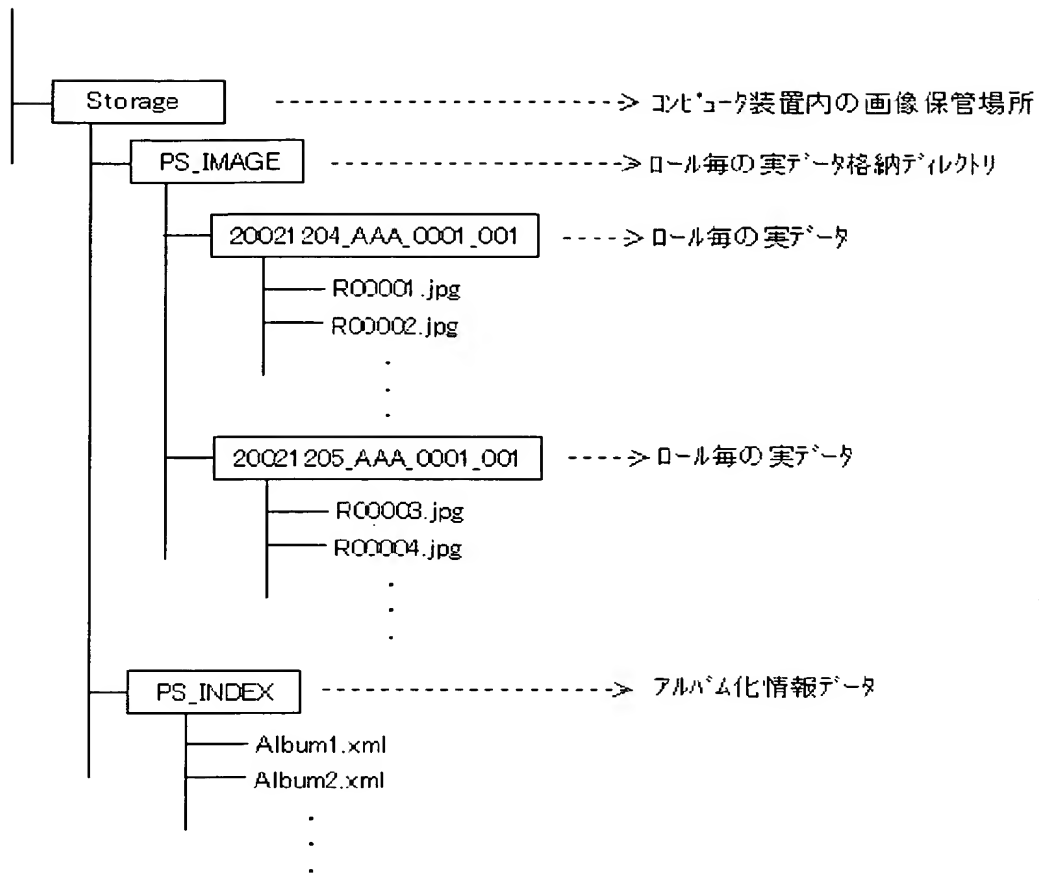 Storage ---------------------> ｺﾝﾋﾟｭｰﾀ装置内の画像保管場所
PS_IMAGE -----------------> ﾛｰﾙ毎の実ﾃﾞｰﾀ格納ﾃﾞｨﾚｸﾄﾘ
20021204_AAA_0001_001 ----> ﾛｰﾙ毎の実ﾃﾞｰﾀ
R00001.jpg
R00002.jpg
20021205_AAA_0001_001 ----> ﾛｰﾙ毎の実ﾃﾞｰﾀ
R00003.jpg
R00004.jpg
PS_INDEX -----------------> ｱﾙﾊﾞﾑ化情報ﾃﾞｰﾀ
Album1.xml
Album2.xml